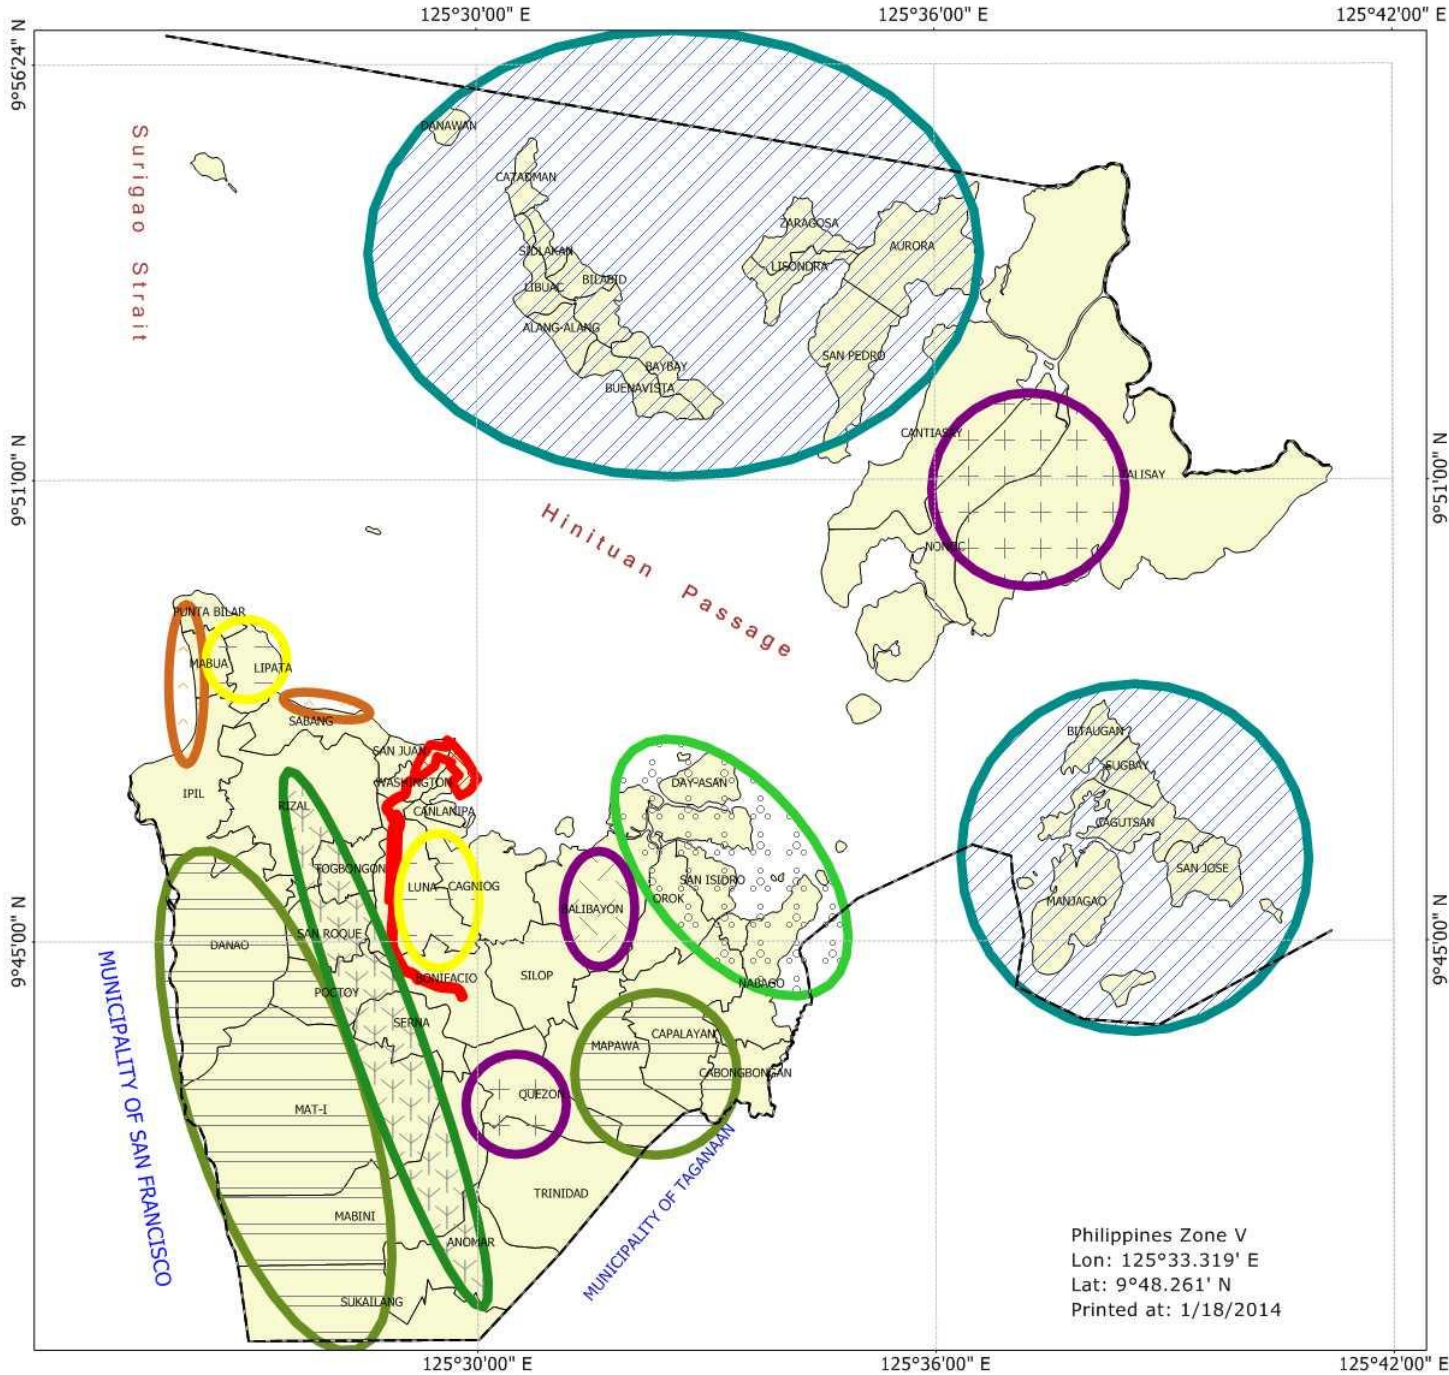 125°30'00" E
125°36'00" E
125°42'00" E
9°56'24" N
Surigao Strait
DANAWAN
CATADMAN
ZARAGOSA
AURORA
SIDLAKAN
LISONDRA
BILABID
LIBUAC
ALANG-ALANG
SAN PEDRO
BAYBAY
BUENAVISTA
CANTIASAY
TALISAY
9°51'00" N
9°51'00" N
Hinituan Passage
NONOC
PUNTA BILAR
MABUA
LIPATA
SABANG
BITAUGAN
SAN JUAN
SUGBAY
WASHINGTON
DAY-ASAN
IPIL
RIZAL
CANLANIPA
CAGUTSAN
TOGBONGON
SAN ISIDRO
SAN JOSE
LUNA
CAGNIOG
OROK
MANJAGAO
BALIBAYON
SAN ROQUE
DANAO
9°45'00" N
9°45'00" N
BONIFACIO
SILOP
NABAGO
POCTOY
SERNA
CAPALAYAN
MAPAWA
CABONGBONGAN
QUEZON
MAT-I
MUNICIPALITY OF SAN FRANCISCO
MUNICIPALITY OF TAGANAAN
TRINIDAD
MABINI
ANOMAR
SUKAILANG
Philippines Zone V
Lon: 125°33.319' E
Lat: 9°48.261' N
Printed at: 1/18/2014
125°30'00" E
125°36'00" E
125°42'00" E